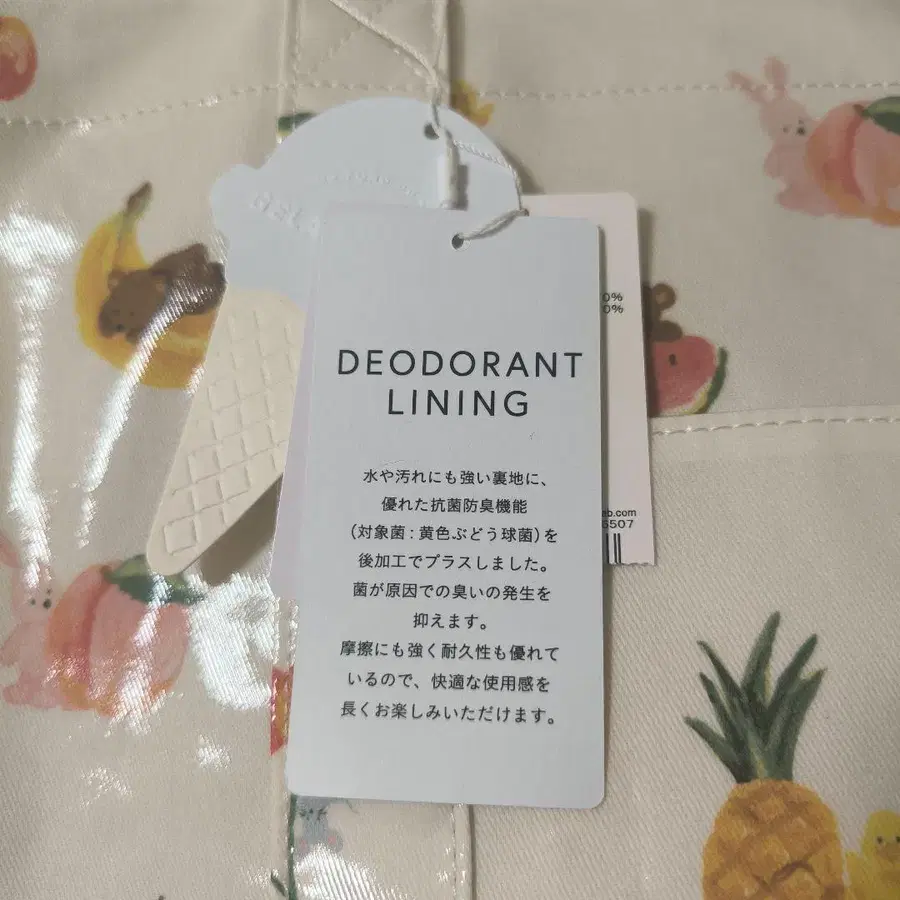 DEODORANT
LINING
水や汚れにも強い裏地に、
優れた抗菌防臭機能
(対象菌:黄色ぶどう球菌)を
後加工でプラスしました。
菌が原因での臭いの発生を
抑えます。
摩擦にも強く耐久性も優れて
いるので、快適な使用感を
長くお楽しみいただけます。
0%
0%
eb.com
6507